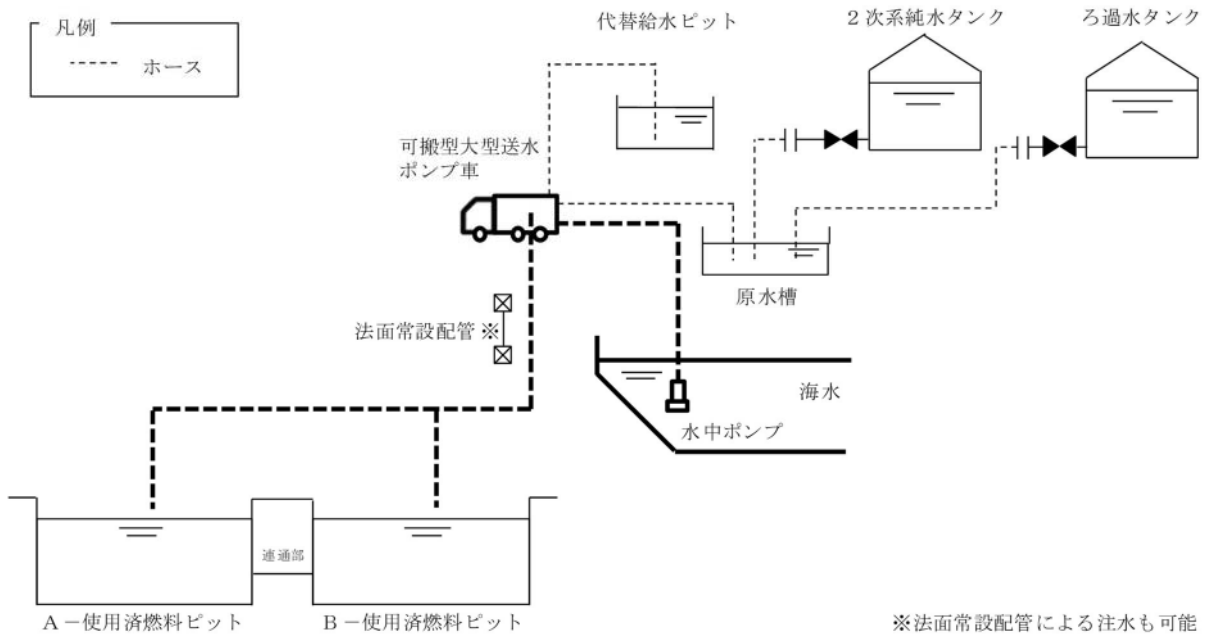 凡例
ホース
代替給水ピット
２次系純水タンク
ろ過水タンク
可搬型大型送水
ポンプ車
原水槽
法面常設配管※
海水
水中ポンプ
連通部
A－使用済燃料ピット
B－使用済燃料ピット
※法面常設配管による注水も可能